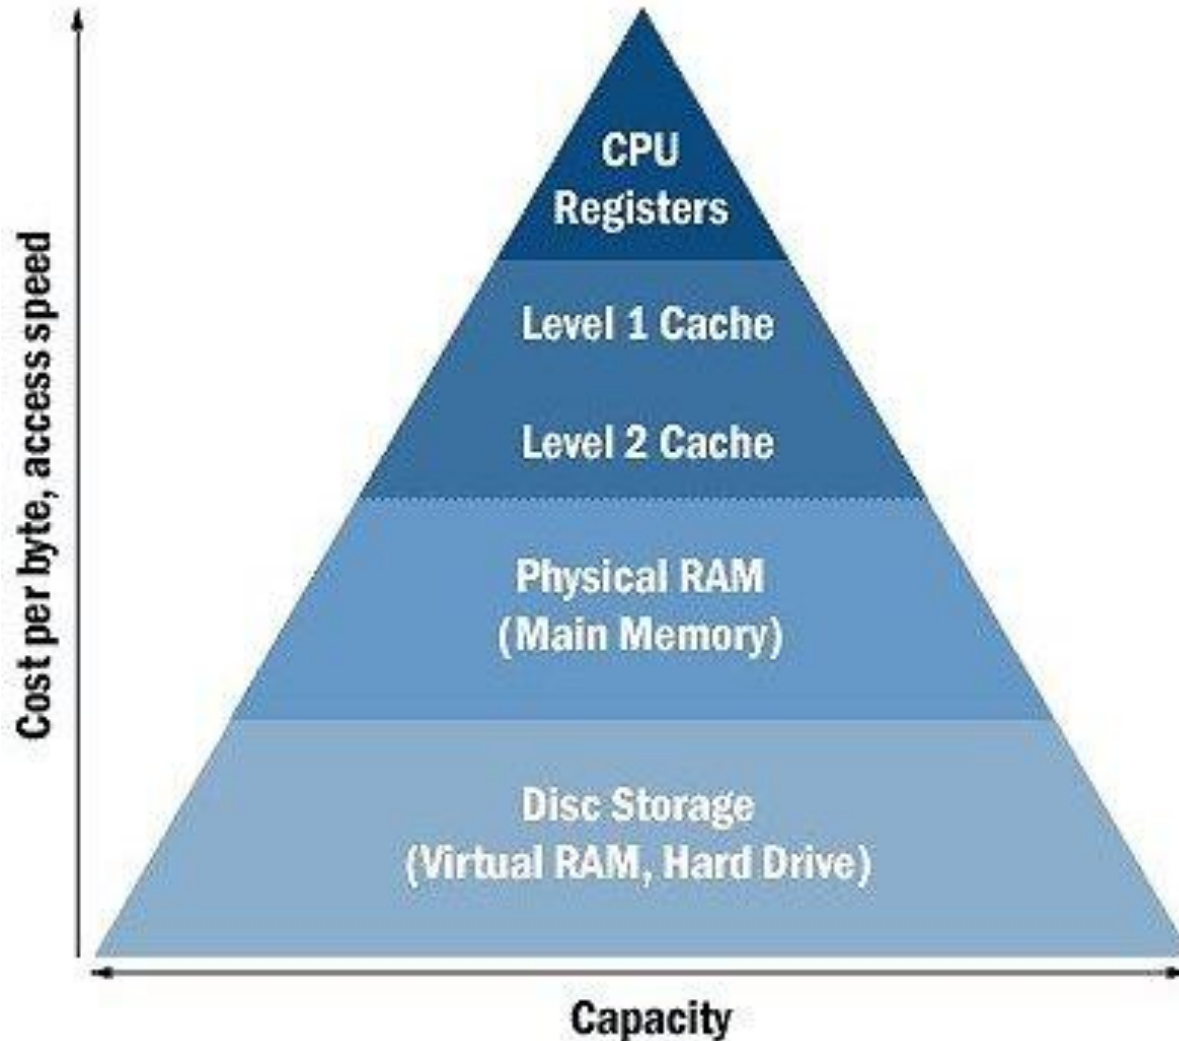 Cost per byte, access speed
CPU
Registers
Level 1 Cache
Level 2 Cache
Physical RAM
(Main Memory)
Disc Storage
(Virtual RAM, Hard Drive)
Capacity